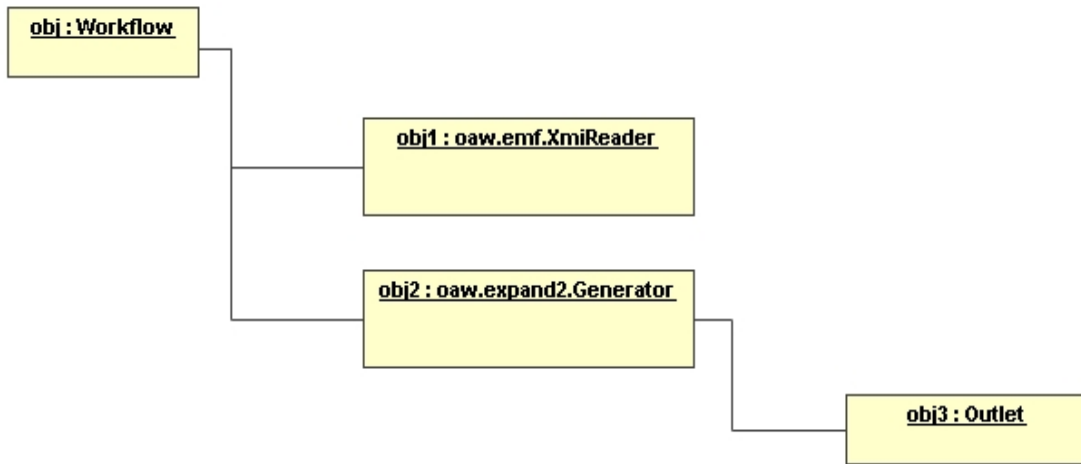 obj : Workflow
obj1 : oaw.emf.XmiReader
obj2 : oaw.expand2.Generator
obj3 : Outlet